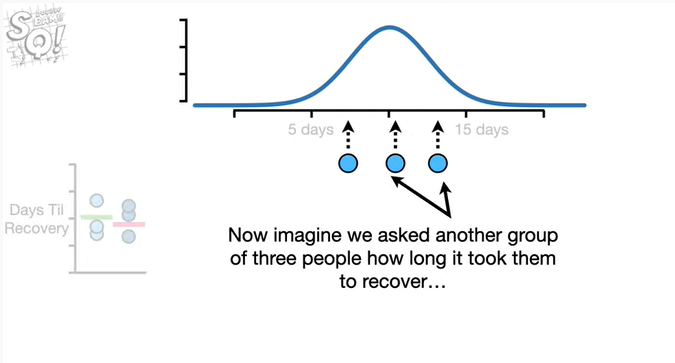 5 days
15 days
Days Til
Recovery
Now imagine we asked another group
of three people how long it took them
to recover…